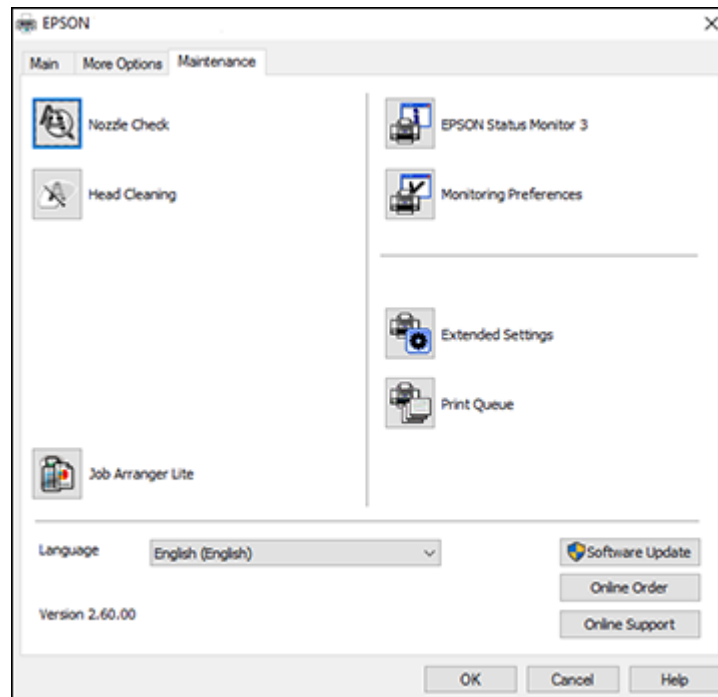 EPSON
Main More Options Maintenance
Nozzle Check
Head Cleaning
Job Arranger Lite
EPSON Status Monitor 3
Monitoring Preferences
Extended Settings
Print Queue
Language English (English)
Version 2.60.00
Software Update
Online Order
Online Support
OK Cancel Help